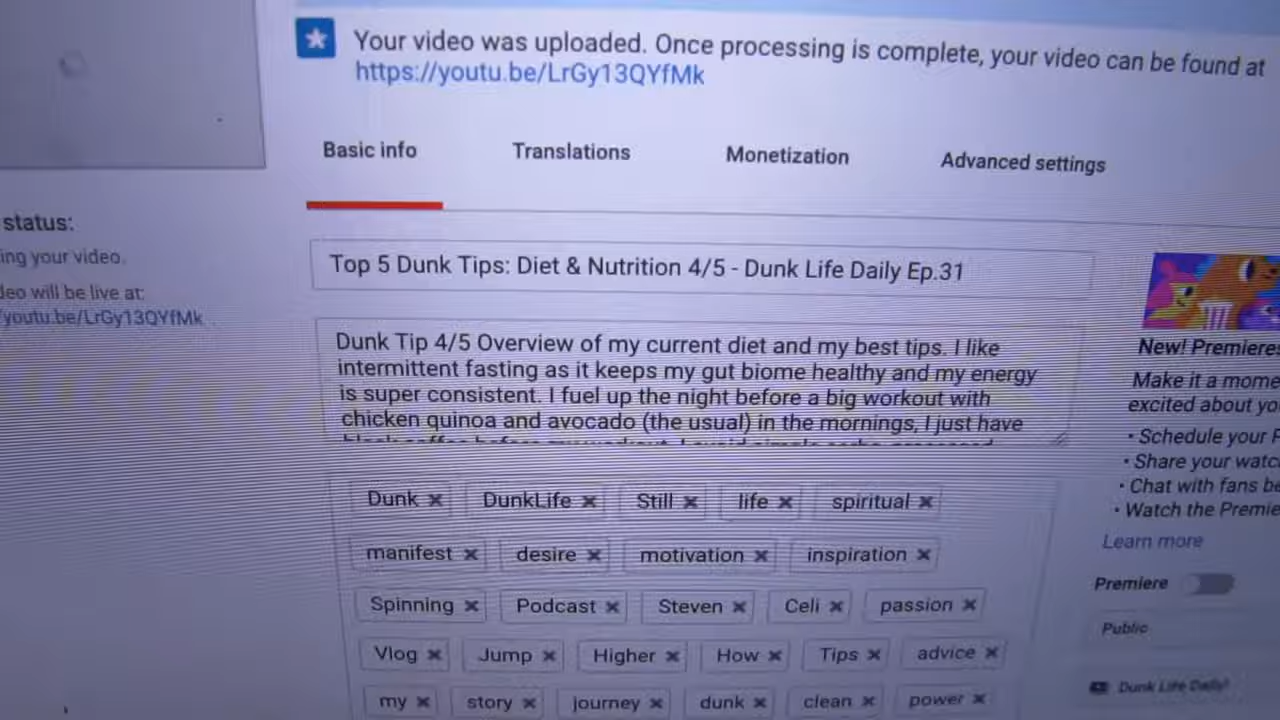 Your video was uploaded. Once processing is complete, your video can be found at
https://youtu.be/LrGy13QYfMk
Basic info Translations Monetization Advanced settings
status:
ing your video.
deo will be live at:
/youtu.be/LrGy13QYfMk
Top 5 Dunk Tips: Diet & Nutrition 4/5 - Dunk Life Daily Ep.31
Dunk Tip 4/5 Overview of my current diet and my best tips. I like
intermittent fasting as it keeps my gut biome healthy and my energy
is super consistent. I fuel up the night before a big workout with
chicken quinoa and avocado (the usual) in the mornings, I just have
Dunk × DunkLife × Still × life × spiritual ×
manifest × desire × motivation × inspiration ×
Spinning × Podcast × Steven × Celi × passion ×
Vlog × Jump × Higher × How × Tips × advice ×
my × story × journey × dunk × clean × power ×
New! Premieres
Make it a mome
excited about yo
• Schedule your P
• Share your watc
• Chat with fans be
• Watch the Premie
Learn more
Premiere
Public
Dunk Life Daily!